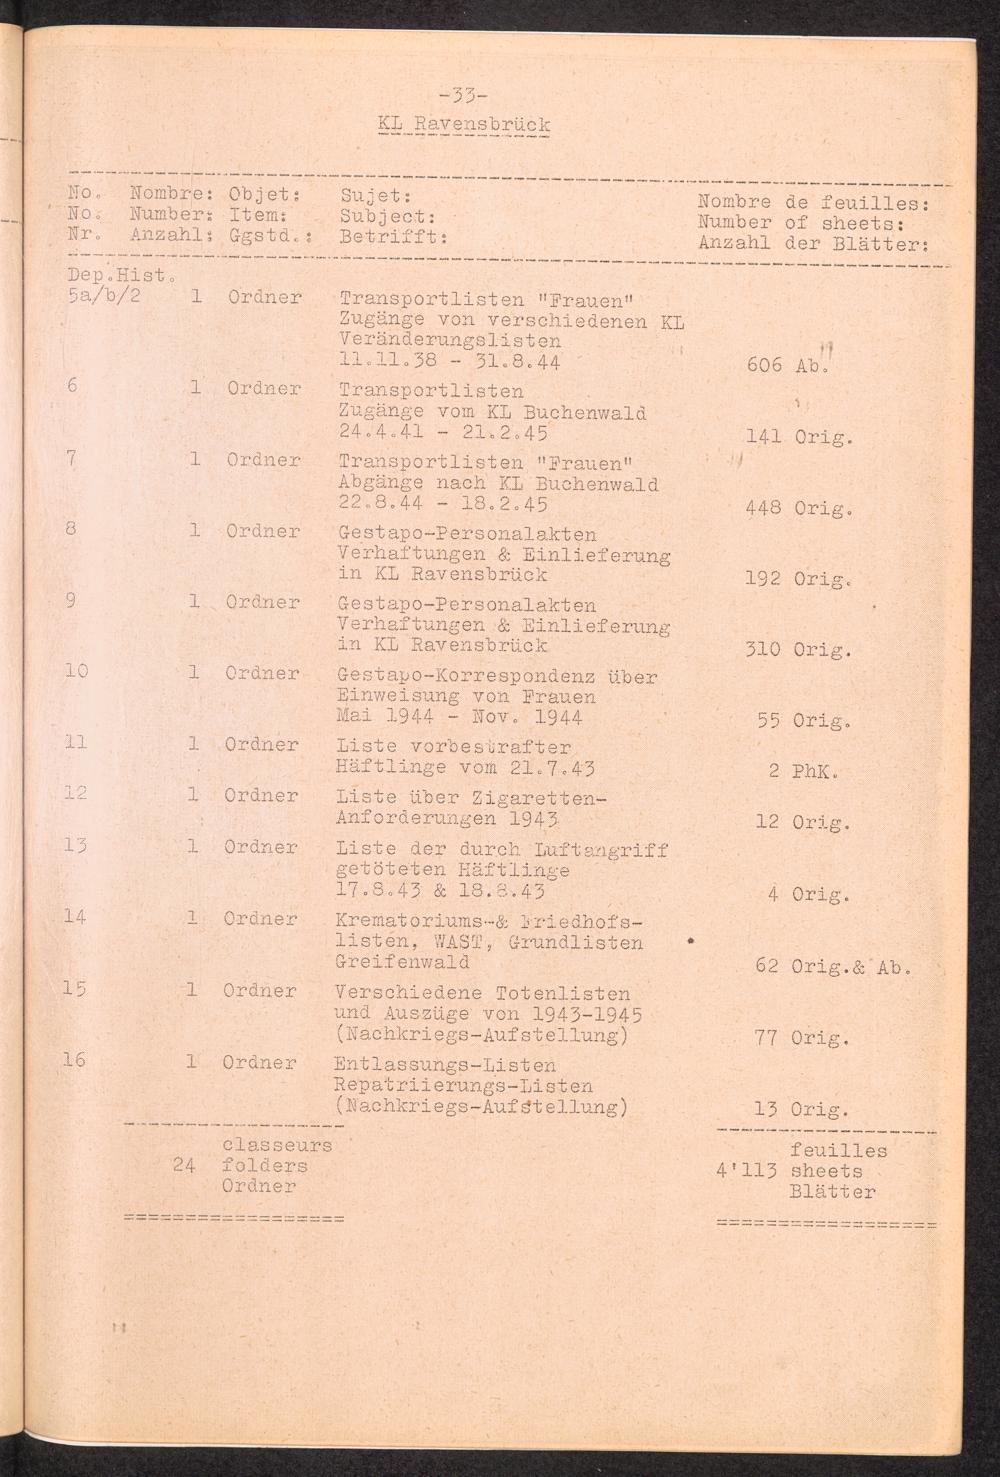 -33-
KL Ravensbrück
No. Nombre: Objet: Sujet: Nombre de feuilles:
No. Number: Item: Subject: Number of sheets:
Nr. Anzahl: Ggstd.: Betrifft: Anzahl der Blätter:
Dep.Hist.
5a/b/2 1 Ordner Transportlisten "Frauen"
Zugänge von verschiedenen KL
Veränderungslisten
11.11.38 - 31.8.44 606 Ab.
6 1 Ordner Transportlisten
Zugänge vom KL Buchenwald
24.4.41 - 21.2.45 141 Orig.
7 1 Ordner Transportlisten "Frauen"
Abgänge nach KL Buchenwald
22.8.44 - 18.2.45 448 Orig.
8 1 Ordner Gestapo-Personalakten
Verhaftungen & Einlieferung
in KL Ravensbrück 192 Orig.
9 1 Ordner Gestapo-Personalakten
Verhaftungen & Einlieferung
in KL Ravensbrück 310 Orig.
10 1 Ordner Gestapo-Korrespondenz über
Einweisung von Frauen
Mai 1944 - Nov. 1944 55 Orig.
11 1 Ordner Liste vorbestrafter
Häftlinge vom 21.7.43 2 PhK.
12 1 Ordner Liste über Zigaretten-
Anforderungen 1943 12 Orig.
13 1 Ordner Liste der durch Luftangriff
getöteten Häftlinge
17.8.43 & 18.8.43 4 Orig.
14 1 Ordner Krematoriums-& Friedhofs-
listen, WAST, Grundlisten
Greifenwald 62 Orig.& Ab.
15 1 Ordner Verschiedene Totenlisten
und Auszüge von 1943-1945
(Nachkriegs-Aufstellung) 77 Orig.
16 1 Ordner Entlassungs-Listen
Repatriierungs-Listen
(Nachkriegs-Aufstellung) 13 Orig.
classeurs feuilles
24 folders 4'113 sheets
Ordner Blätter